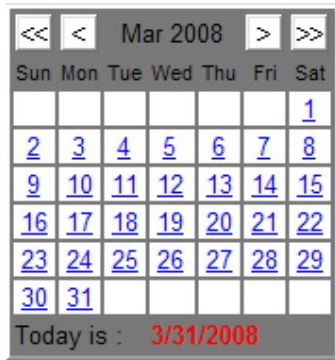 << < Mar 2008 > >>
Sun Mon Tue Wed Thu Fri Sat
1
2 3 4 5 6 7 8
9 10 11 12 13 14 15
16 17 18 19 20 21 22
23 24 25 26 27 28 29
30 31
Today is : 3/31/2008